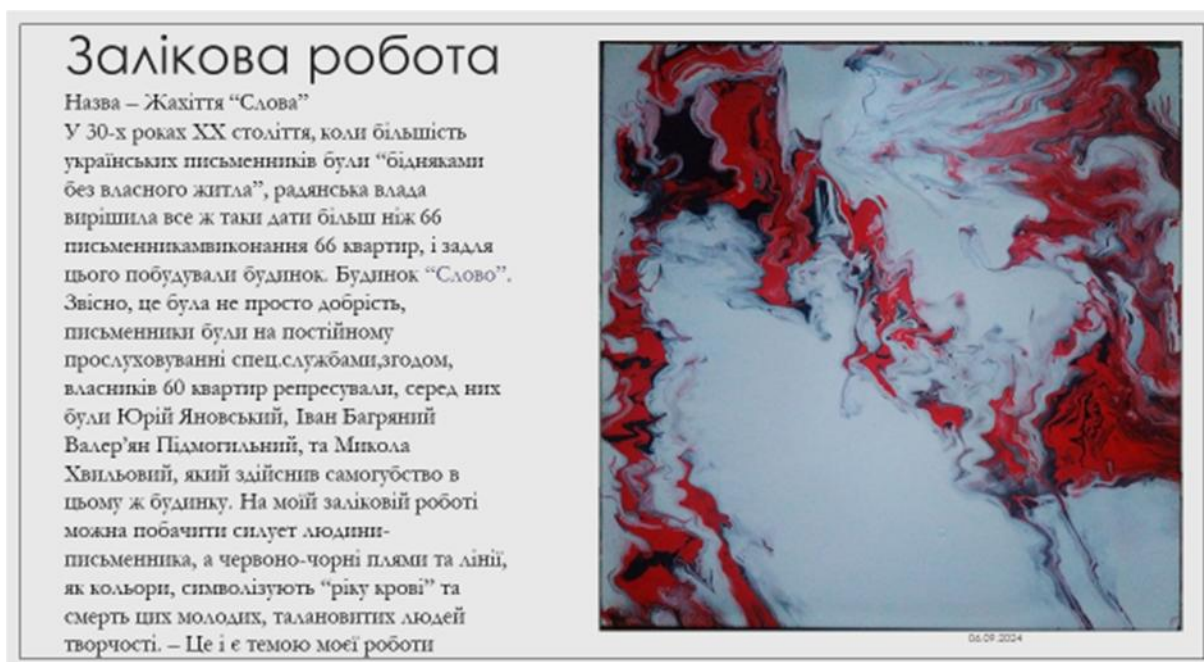 Залікова робота
Назва – Жахіття “Слова”
У 30-х роках XX століття, коли більшість
українських письменників були “бідняками
без власного житла”, радянська влада
вирішила все ж таки дати більш ніж 66
письменникамвиконання 66 квартир, і задля
цього побудували будинок. Будинок “Слово”.
Звісно, це була не просто добрість,
письменники були на постійному
прослуховуванні спец.службами,згодом,
власників 60 квартир репресували, серед них
були Юрій Яновський, Іван Багряний
Валер’ян Підмогильний, та Микола
Хвильовий, який здійснив самогубство в
цьому ж будинку. На моїй заліковій роботі
можна побачити силует людини-
письменника, а червоно-чорні плями та лінії,
як кольори, символізують “ріку крові” та
смерть цих молодих, талановитих людей
творчості. – Це і є темою моєї роботи
06.09.2024